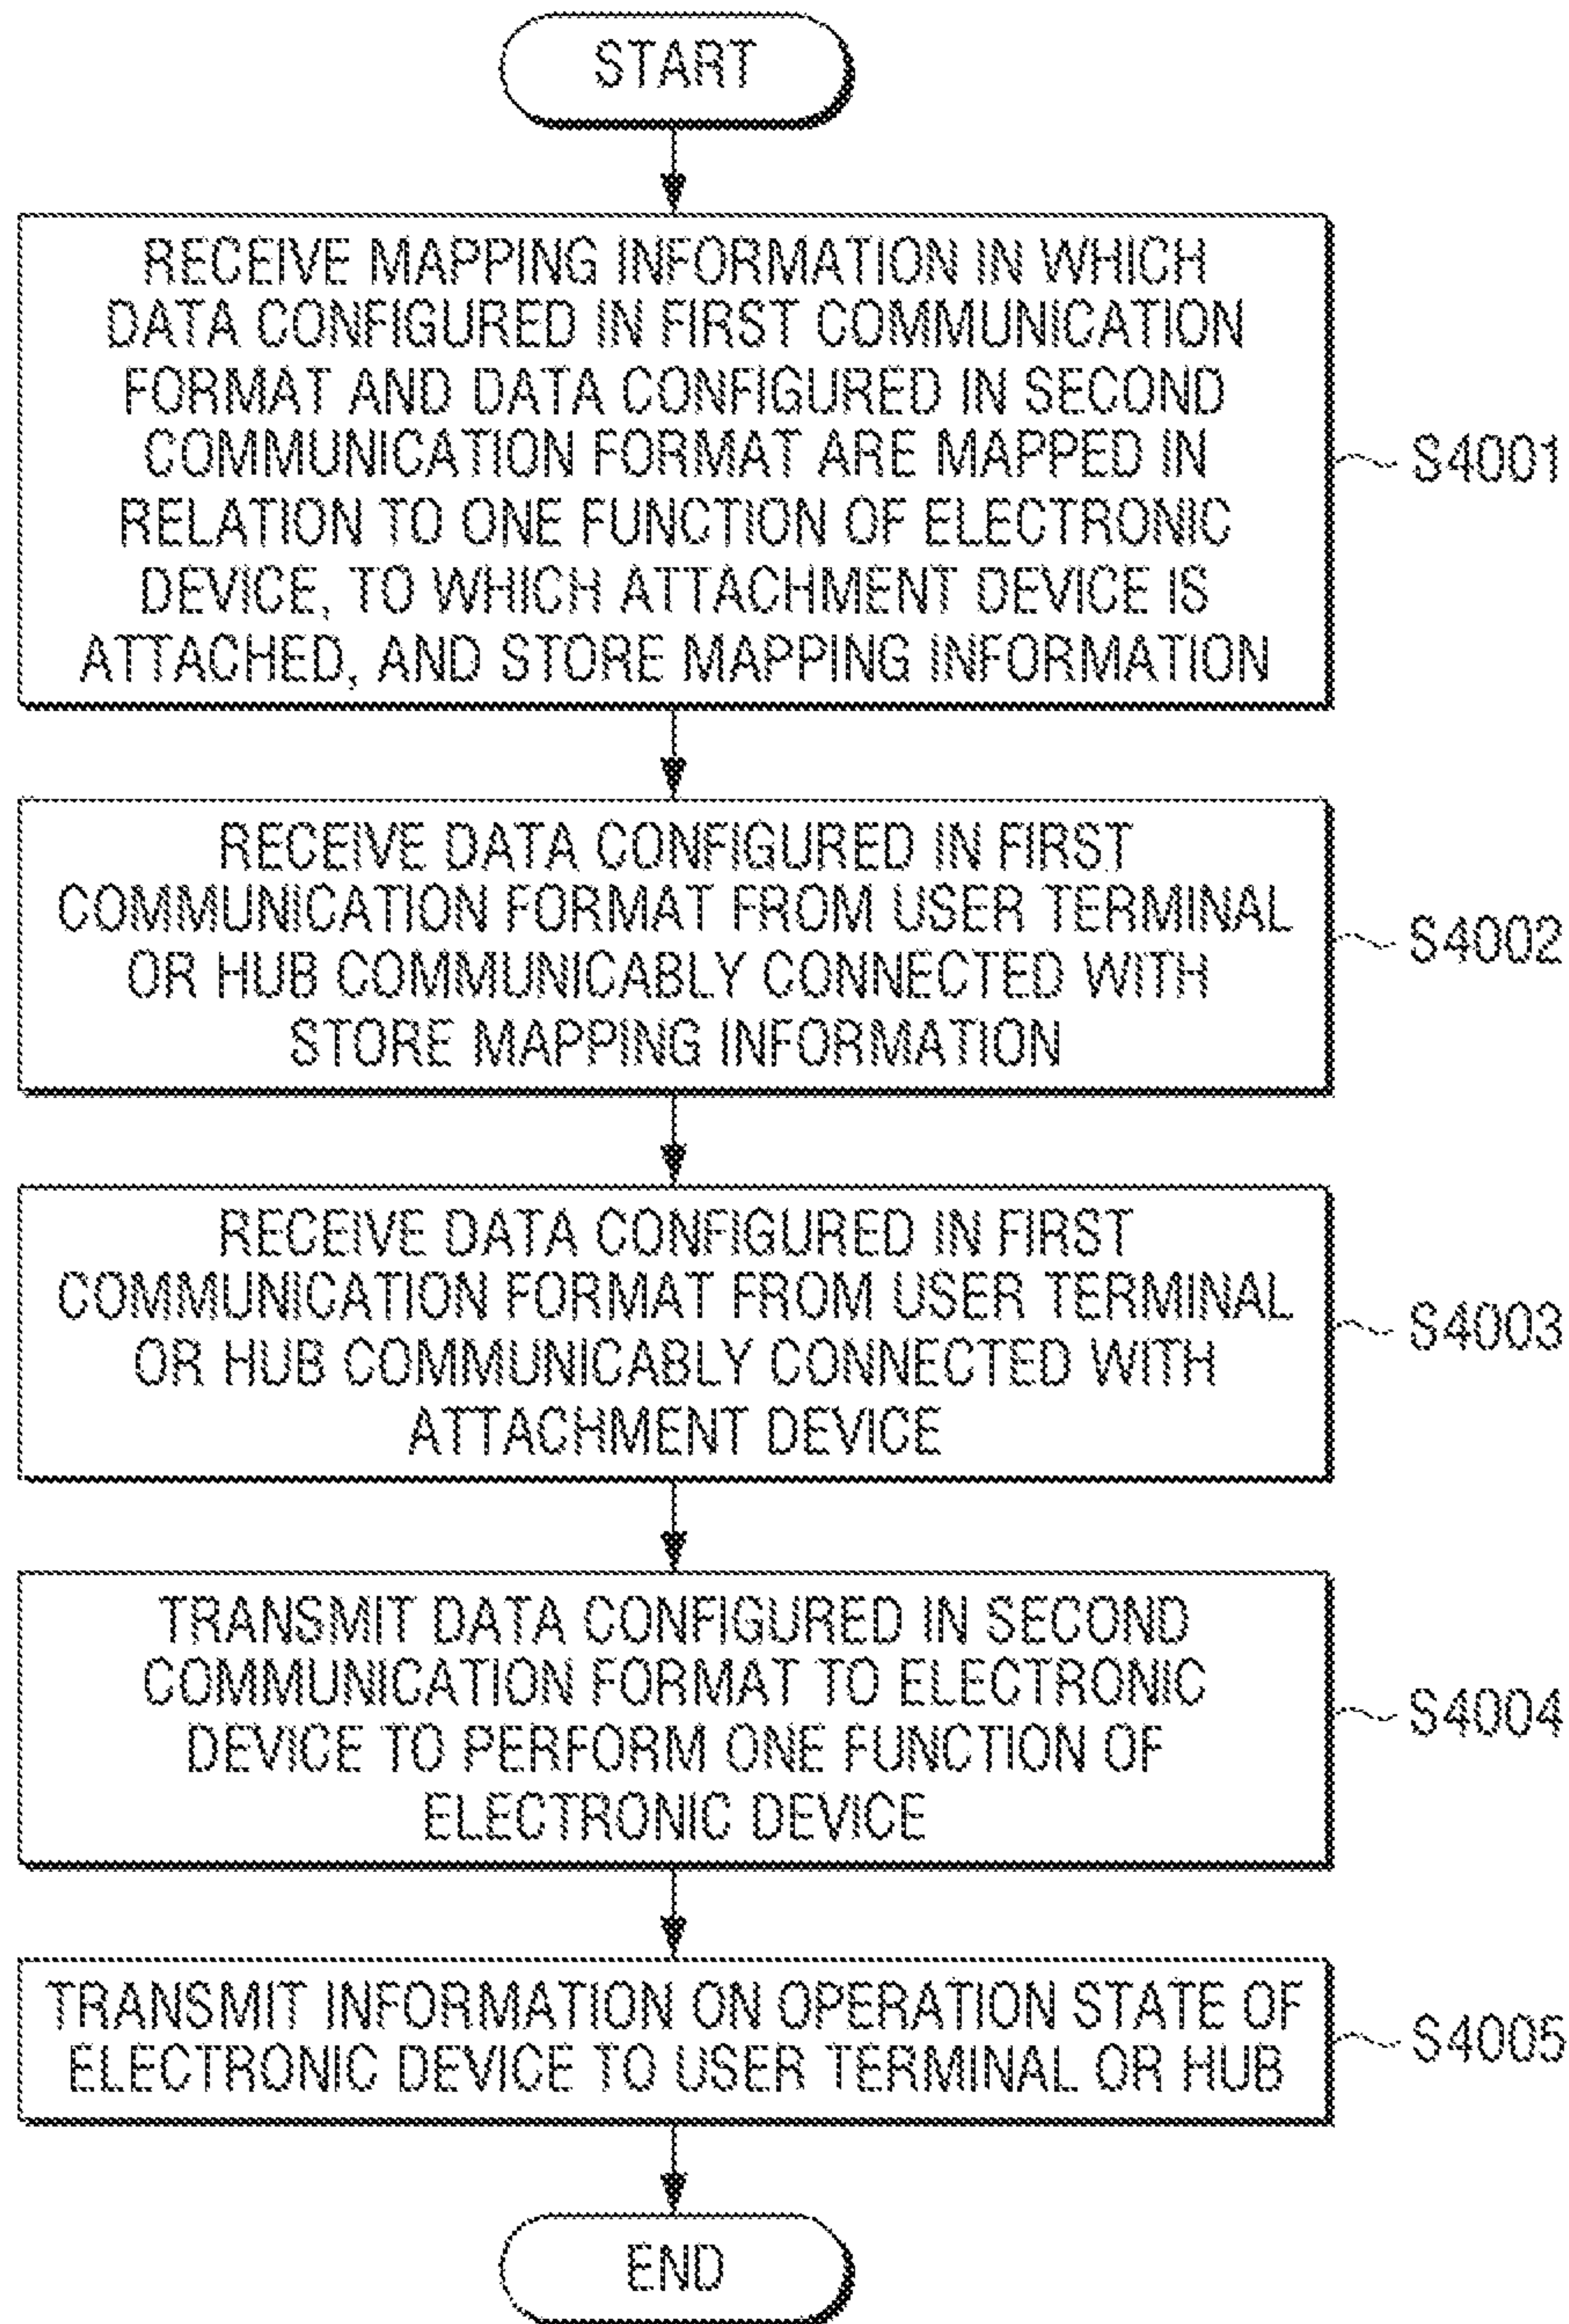 START
RECEIVE MAPPING INFORMATION IN WHICH
DATA CONFIGURED IN FIRST COMMUNICATION
FORMAT AND DATA CONFIGURED IN SECOND
COMMUNICATION FORMAT ARE MAPPED IN
RELATION TO ONE FUNCTION OF ELECTRONIC
DEVICE, TO WHICH ATTACHMENT DEVICE IS
ATTACHED, AND STORE MAPPING INFORMATION
S4001
RECEIVE DATA CONFIGURED IN FIRST
COMMUNICATION FORMAT FROM USER TERMINAL
OR HUB COMMUNICABLY CONNECTED WITH
STORE MAPPING INFORMATION
S4002
RECEIVE DATA CONFIGURED IN FIRST
COMMUNICATION FORMAT FROM USER TERMINAL
OR HUB COMMUNICABLY CONNECTED WITH
ATTACHMENT DEVICE
S4003
TRANSMIT DATA CONFIGURED IN SECOND
COMMUNICATION FORMAT TO ELECTRONIC
DEVICE TO PERFORM ONE FUNCTION OF
ELECTRONIC DEVICE
S4004
TRANSMIT INFORMATION ON OPERATION STATE OF
ELECTRONIC DEVICE TO USER TERMINAL OR HUB
S4005
END